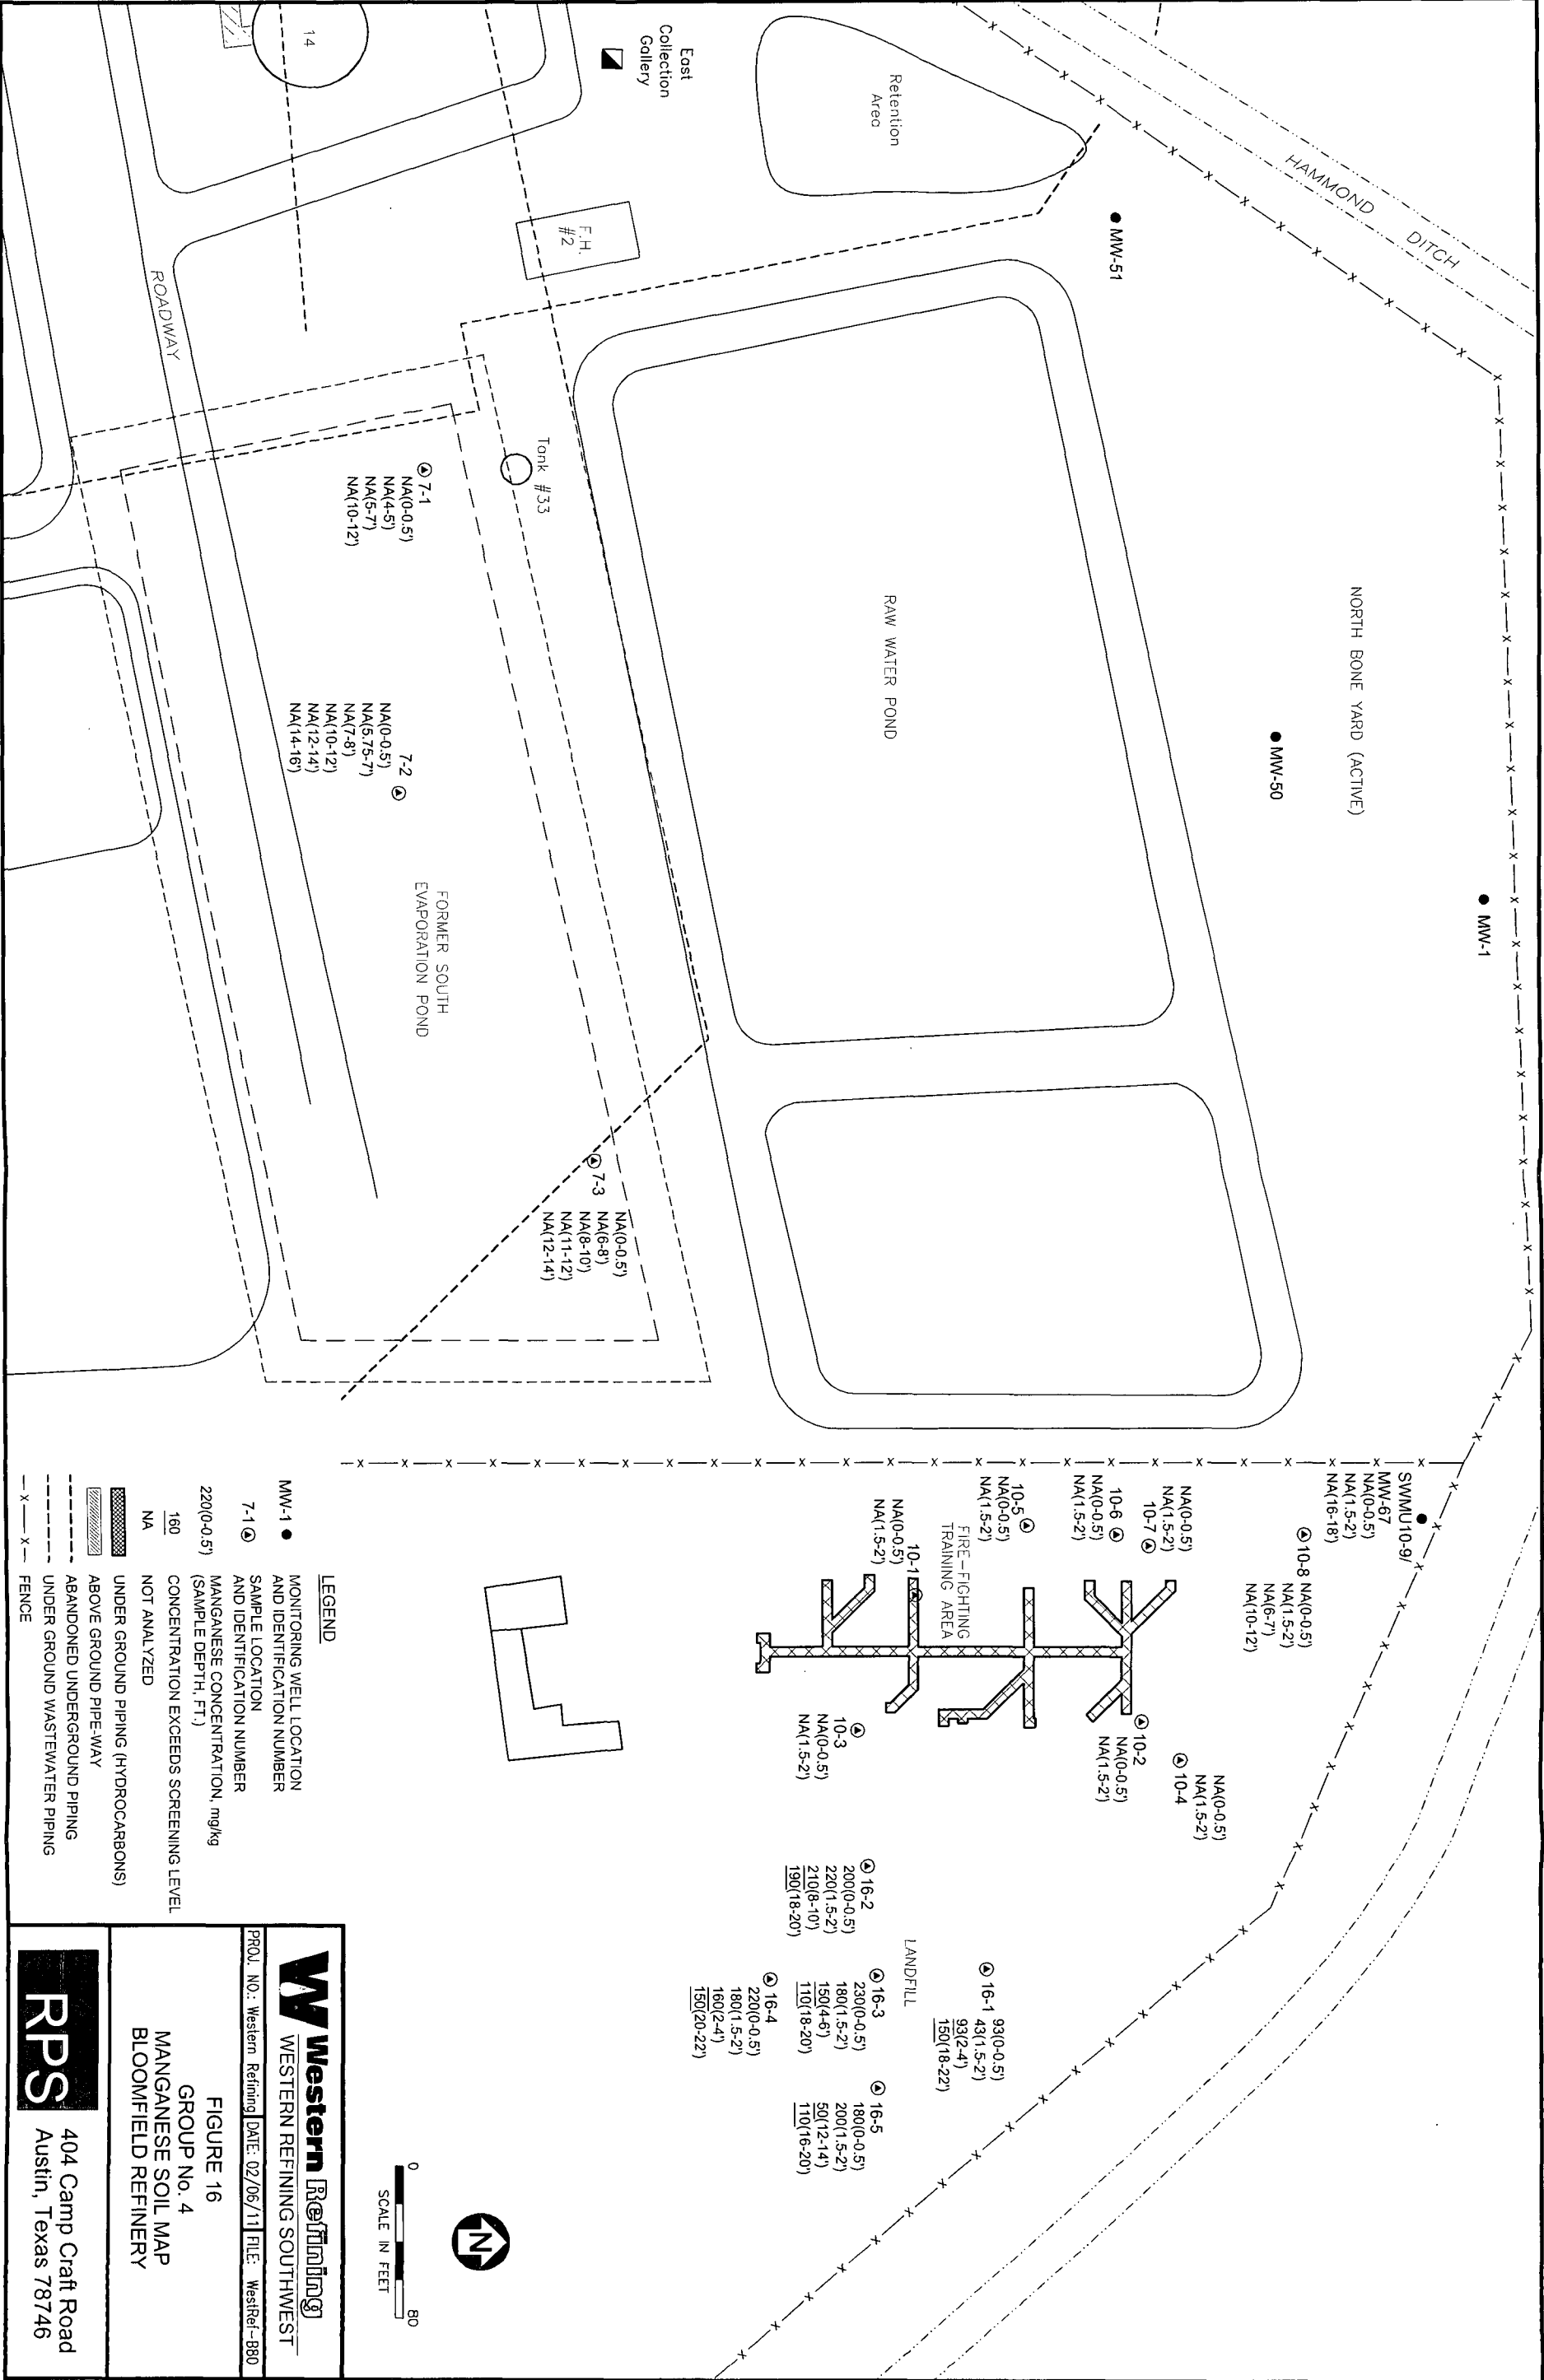 HAMMOND DITCH
NORTH BONE YARD (ACTIVE)
● MW-1
● MW-50
● MW-51
Retention
Area
East
Collection
Gallery
F.H.
#2
14
ROADWAY
RAW WATER POND
Tank #33
7-1
NA(0-0.5')
NA(4-5')
NA(5-7')
NA(10-12')
7-2
NA(0-0.5')
NA(5.75-7')
NA(7-8')
NA(10-12')
NA(12-14')
NA(14-16')
FORMER SOUTH
EVAPORATION POND
7-3
NA(0-0.5')
NA(6-8')
NA(8-10')
NA(11-12')
NA(12-14')
SWMU10-9/
MW-67
NA(0-0.5')
NA(1.5-2')
NA(16-18')
10-8 NA(0-0.5')
NA(1.5-2')
NA(6-7')
NA(10-12')
NA(0-0.5')
NA(1.5-2')
10-7
10-6
NA(0-0.5')
NA(1.5-2')
10-5
NA(0-0.5')
NA(1.5-2')
FIRE-FIGHTING
TRAINING AREA
10-1
NA(0-0.5')
NA(1.5-2')
10-3
NA(0-0.5')
NA(1.5-2')
10-2
NA(0-0.5')
NA(1.5-2')
NA(0-0.5')
NA(1.5-2')
10-4
LANDFILL
16-1 93(0-0.5')
43(1.5-2')
93(2-4')
150(18-22')
16-2
200(0-0.5')
220(1.5-2')
210(8-10')
190(18-20')
16-3
230(0-0.5')
180(1.5-2')
150(4-6')
110(18-20')
16-4
220(0-0.5')
180(1.5-2')
160(2-4')
150(20-22')
16-5
180(0-0.5')
200(1.5-2')
50(12-14')
110(16-20')
N
0 80
SCALE IN FEET
LEGEND
MW-1 ● MONITORING WELL LOCATION
AND IDENTIFICATION NUMBER
7-1 SAMPLE LOCATION
AND IDENTIFICATION NUMBER
220(0-0.5') MANGANESE CONCENTRATION, mg/kg
(SAMPLE DEPTH, FT.)
160 CONCENTRATION EXCEEDS SCREENING LEVEL
NA NOT ANALYZED
UNDER GROUND PIPING (HYDROCARBONS)
ABOVE GROUND PIPE-WAY
ABANDONED UNDERGROUND PIPING
UNDER GROUND WASTEWATER PIPING
—x——x— FENCE
W Western Refining
WESTERN REFINING SOUTHWEST
PROJ. NO.: Western Refining DATE: 02/06/11 FILE: WestRef-B80
FIGURE 16
GROUP No. 4
MANGANESE SOIL MAP
BLOOMFIELD REFINERY
RPS
404 Camp Craft Road
Austin, Texas 78746